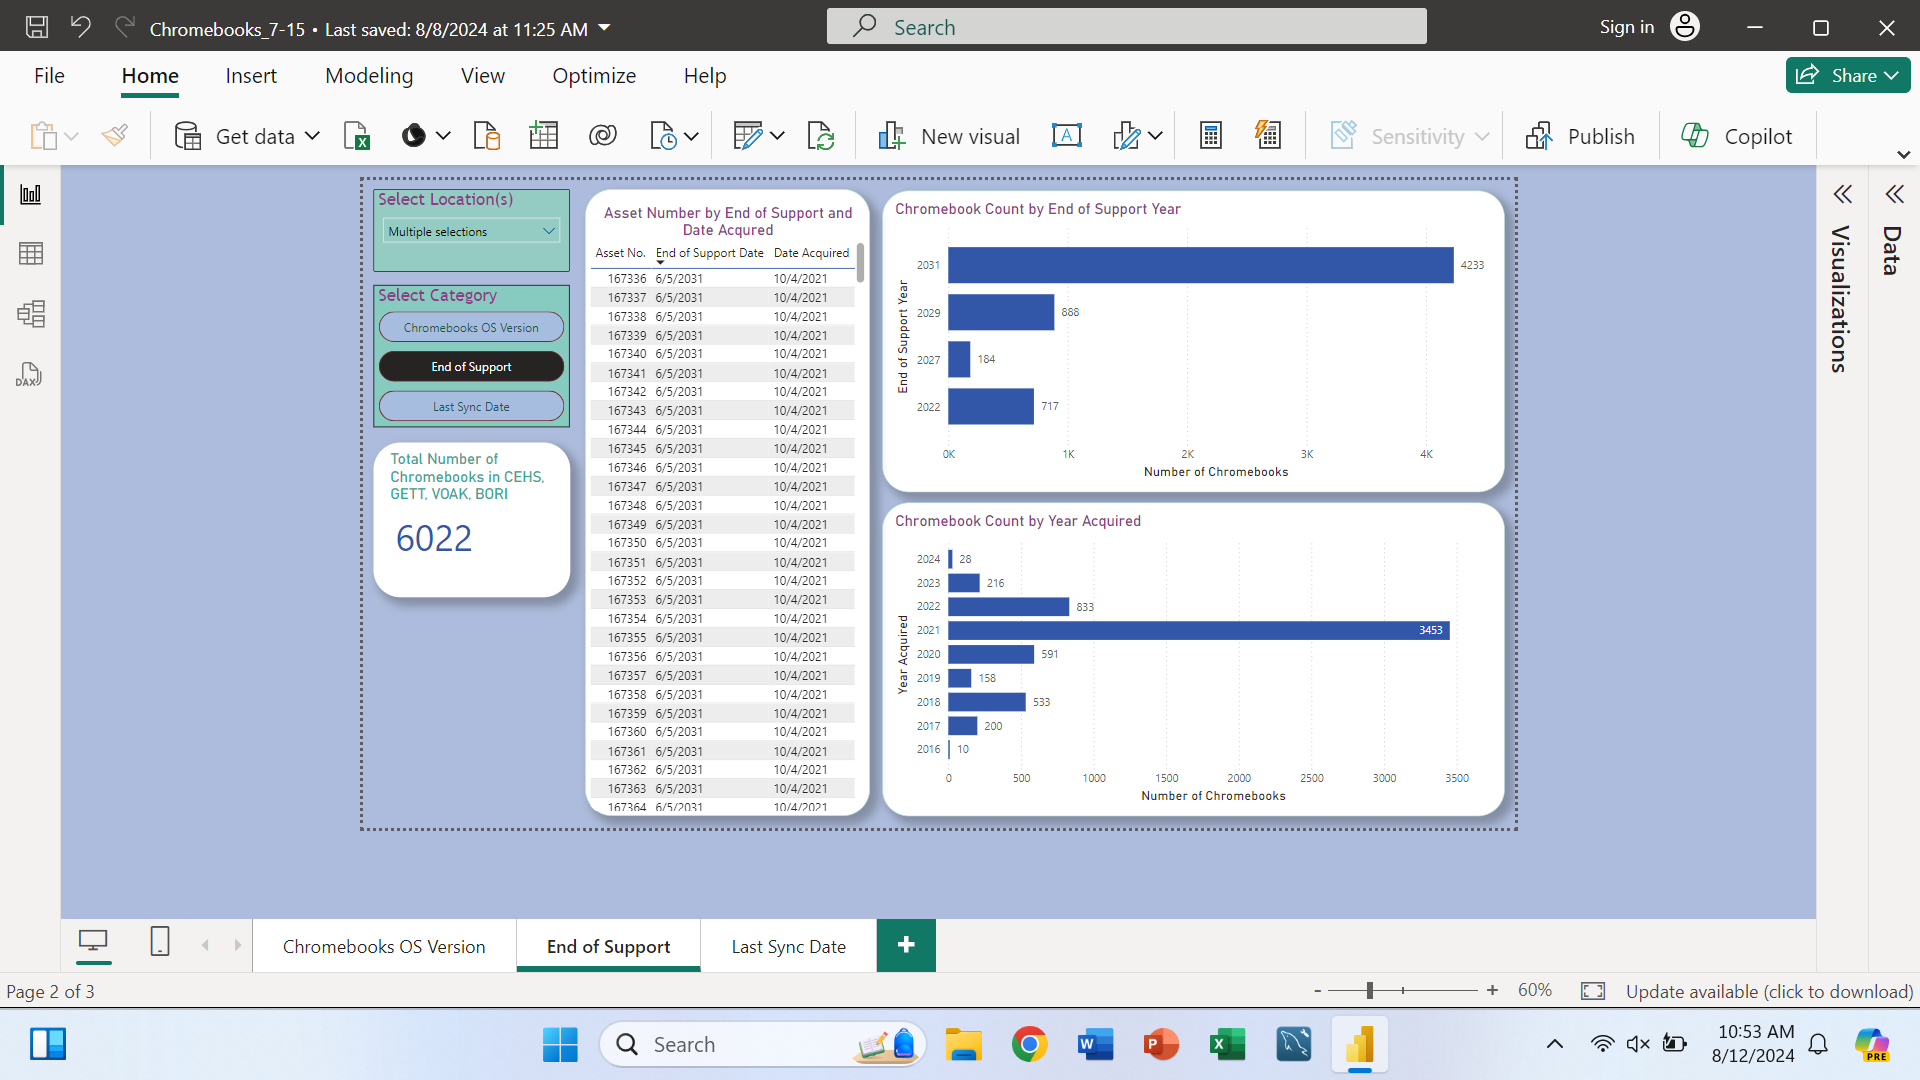 Chromebooks_7-15 • Last saved: 8/8/2024 at 11:25 AM
Search
Sign in
File Home Insert Modeling View Optimize Help
Share
Get data
New visual
Sensitivity
Publish
Copilot
Select Location(s)
Multiple selections
Select Category
Chromebooks OS Version
End of Support
Last Sync Date
Total Number of
Chromebooks in CEHS,
GETT, VOAK, BORI
6022
Asset Number by End of Support and
Date Acqured
Asset No. End of Support Date Date Acquired
167336 6/5/2031 10/4/2021
167337 6/5/2031 10/4/2021
167338 6/5/2031 10/4/2021
167339 6/5/2031 10/4/2021
167340 6/5/2031 10/4/2021
167341 6/5/2031 10/4/2021
167342 6/5/2031 10/4/2021
167343 6/5/2031 10/4/2021
167344 6/5/2031 10/4/2021
167345 6/5/2031 10/4/2021
167346 6/5/2031 10/4/2021
167347 6/5/2031 10/4/2021
167348 6/5/2031 10/4/2021
167349 6/5/2031 10/4/2021
167350 6/5/2031 10/4/2021
167351 6/5/2031 10/4/2021
167352 6/5/2031 10/4/2021
167353 6/5/2031 10/4/2021
167354 6/5/2031 10/4/2021
167355 6/5/2031 10/4/2021
167356 6/5/2031 10/4/2021
167357 6/5/2031 10/4/2021
167358 6/5/2031 10/4/2021
167359 6/5/2031 10/4/2021
167360 6/5/2031 10/4/2021
167361 6/5/2031 10/4/2021
167362 6/5/2031 10/4/2021
167363 6/5/2031 10/4/2021
167364 6/5/2031 10/4/2021
Chromebook Count by End of Support Year
End of Support Year
2031 4233
2029 888
2027 184
2022 717
0K 1K 2K 3K 4K
Number of Chromebooks
Chromebook Count by Year Acquired
Year Acquired
2024 28
2023 216
2022 833
2021 3453
2020 591
2019 158
2018 533
2017 200
2016 10
0 500 1000 1500 2000 2500 3000 3500
Number of Chromebooks
Visualizations
Data
DAX
Chromebooks OS Version
End of Support
Last Sync Date
+
Page 2 of 3
- + 60%
Update available (click to download)
Search
W
P
X
10:53 AM
8/12/2024
PRE